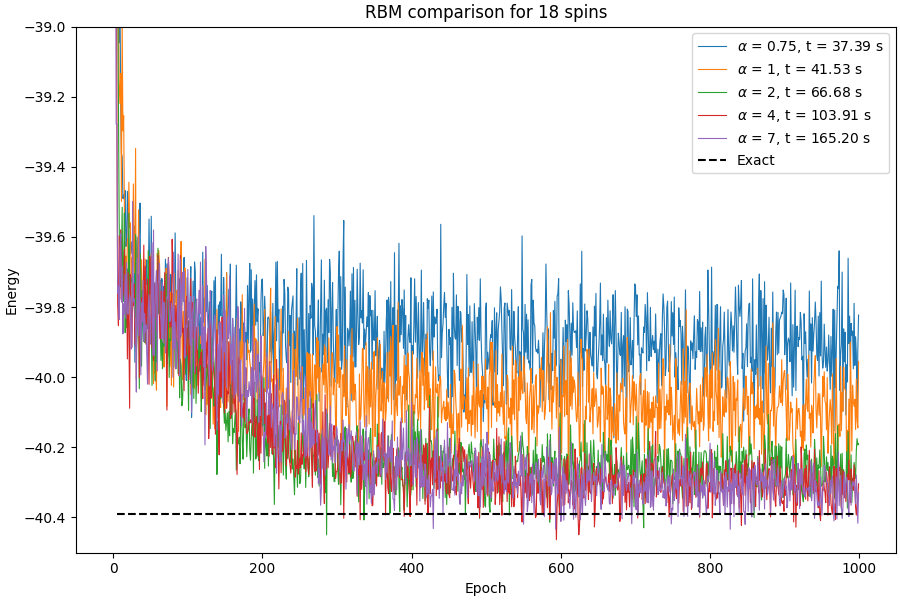 RBM comparison for 18 spins
α = 0.75, t = 37.39 s
α = 1, t = 41.53 s
α = 2, t = 66.68 s
α = 4, t = 103.91 s
α = 7, t = 165.20 s
Exact
Energy
−39.0
−39.2
−39.4
−39.6
−39.8
−40.0
−40.2
−40.4
0
200
400
600
800
1000
Epoch